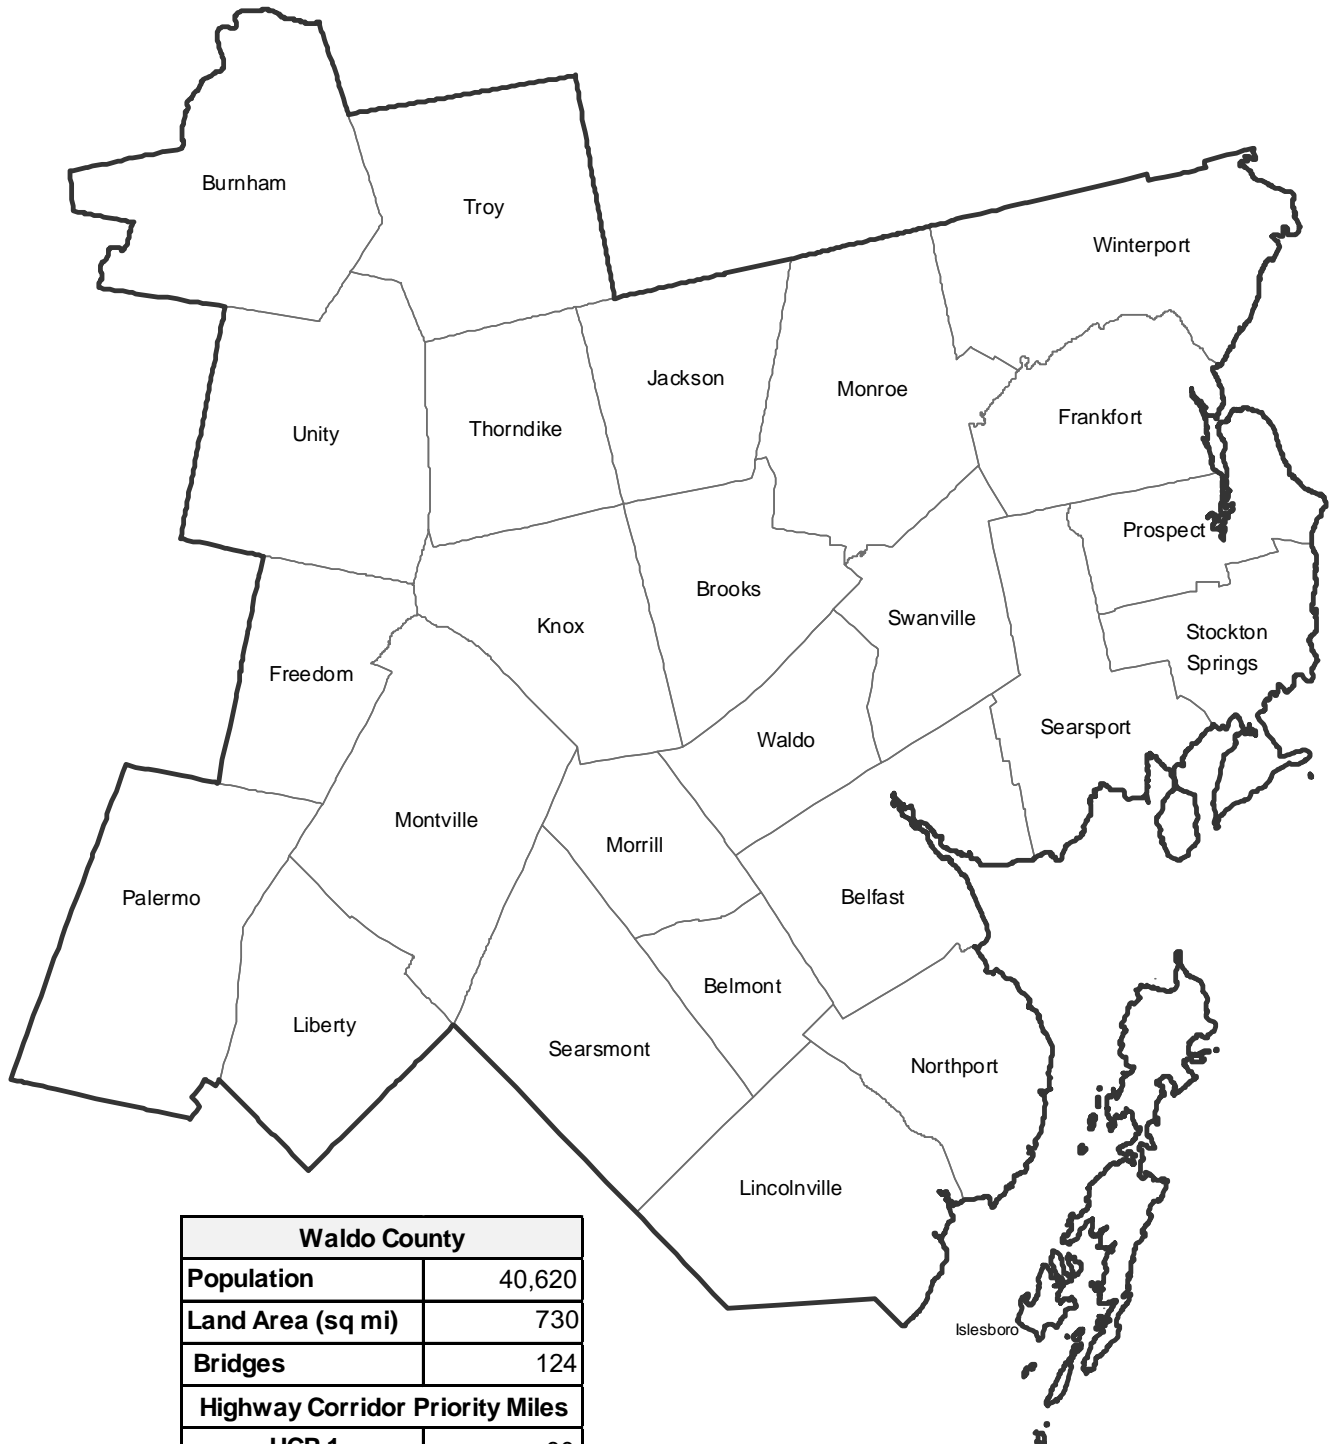 Burnham
Troy
Winterport
Jackson
Monroe
Frankfort
Unity
Thorndike
Prospect
Brooks
Swanville
Knox
Stockton
Springs
Freedom
Searsport
Waldo
Montville
Morrill
Palermo
Belfast
Belmont
Liberty
Searsmont
Northport
Lincolnville
Islesboro
Waldo County
Population 40,620
Land Area (sq mi) 730
Bridges 124
Highway Corridor Priority Miles